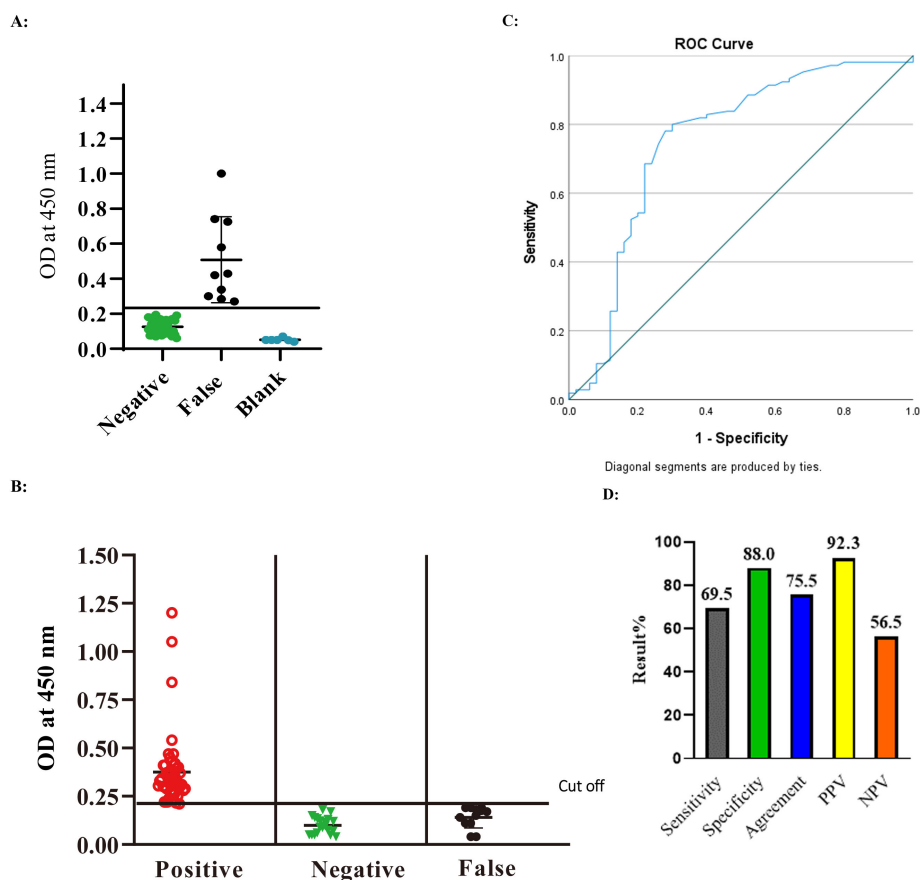 A:
OD at 450 nm
1.4
1.2
1.0
0.8
0.6
0.4
0.2
0.0
Negative
False
Blank
C:
ROC Curve
Sensitivity
1.0
0.8
0.6
0.4
0.2
0.0
0.0 0.2 0.4 0.6 0.8 1.0
1 - Specificity
Diagonal segments are produced by ties.
B:
OD at 450 nm
1.50
1.25
1.00
0.75
0.50
0.25
0.00
Cut off
Positive Negative False
D:
Result%
100
80
60
40
20
0
69.5
88.0
75.5
92.3
56.5
Sensitivity
Specificity
Agreement
PPV
NPV